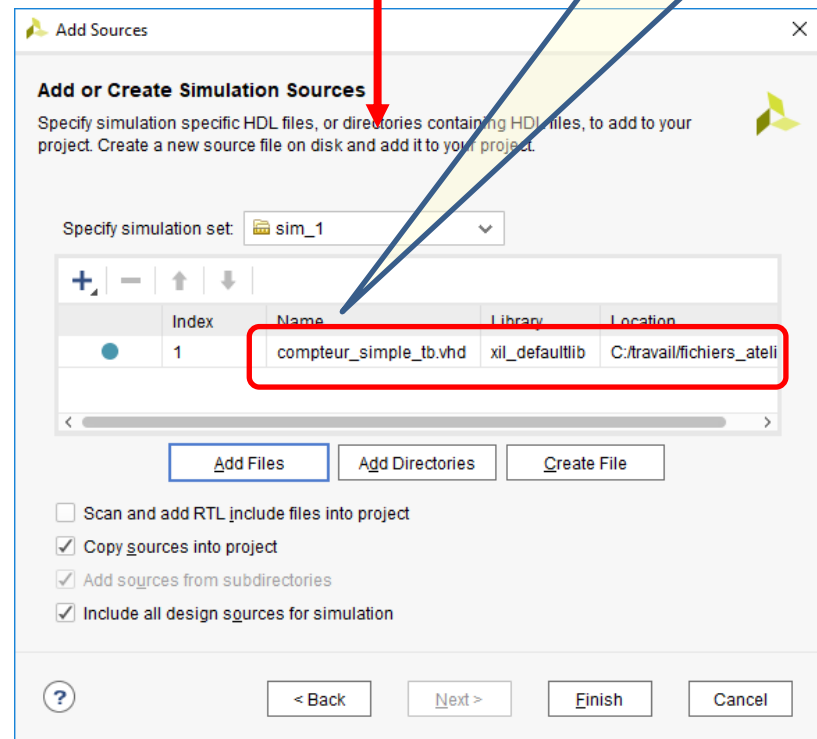 Add Sources
Add or Create Simulation Sources
Specify simulation specific HDL files, or directories containing HDL files, to add to your
project. Create a new source file on disk and add it to your project.
Specify simulation set: sim_1
Index Name Library Location
1 compteur_simple_tb.vhd xil_defaultlib C:/travail/fichiers_ateli
Add Files Add Directories Create File
Scan and add RTL include files into project
Copy sources into project
Add sources from subdirectories
Include all design sources for simulation
? < Back Next > Finish Cancel